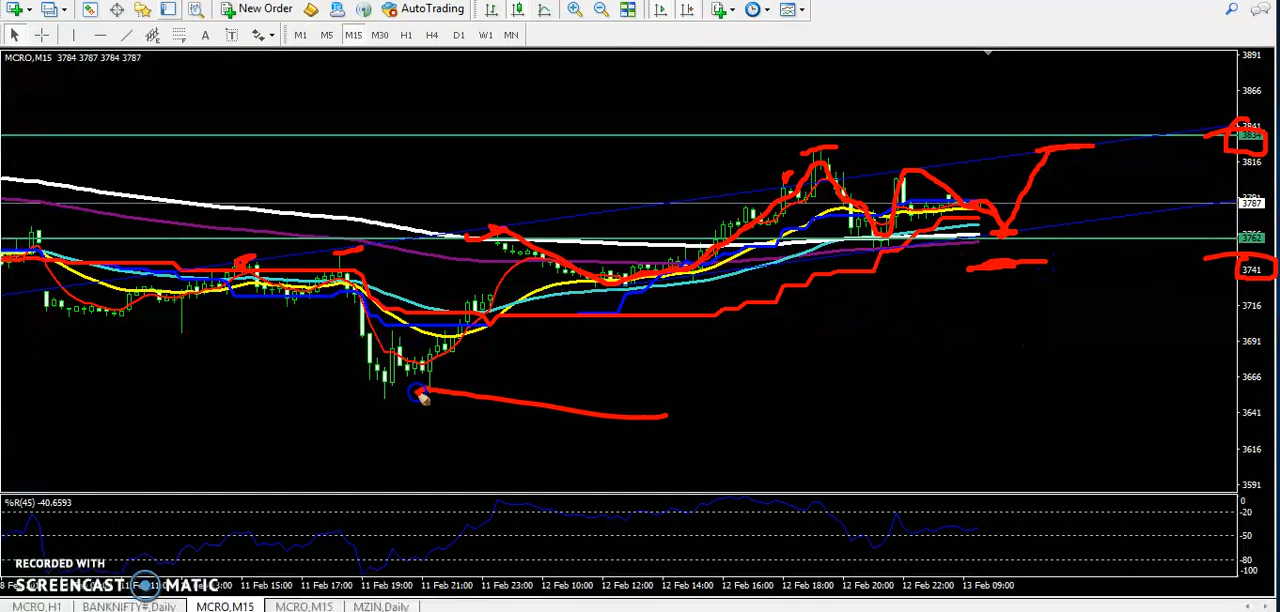 New Order AutoTrading
A T M1 M5 M15 M30 H1 H4 D1 W1 MN
MCRO,M15 3784 3787 3784 3787
3891
3866
3841
3834
3816
3787
3762
3741
3716
3691
3666
3641
3616
3591
%R(45) -40.6593
0
-20
-50
-80
-100
RECORDED WITH
SCREENCAST MATIC
11 Feb 15:00 11 Feb 17:00 11 Feb 19:00 11 Feb 21:00 11 Feb 23:00 12 Feb 10:00 12 Feb 12:00 12 Feb 14:00 12 Feb 16:00 12 Feb 18:00 12 Feb 20:00 12 Feb 22:00 13 Feb 09:00
MCRO,H1 BANKNIFTY#,Daily MCRO,M15 MCRO,M15 MZIN,Daily